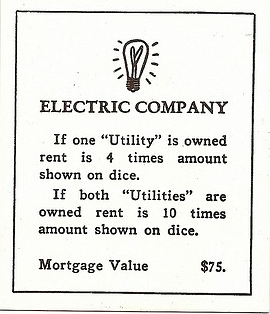 ELECTRIC COMPANY
If one “Utility” is owned
rent is 4 times amount
shown on dice.
If both “Utilities” are
owned rent is 10 times
amount shown on dice.
Mortgage Value $75.